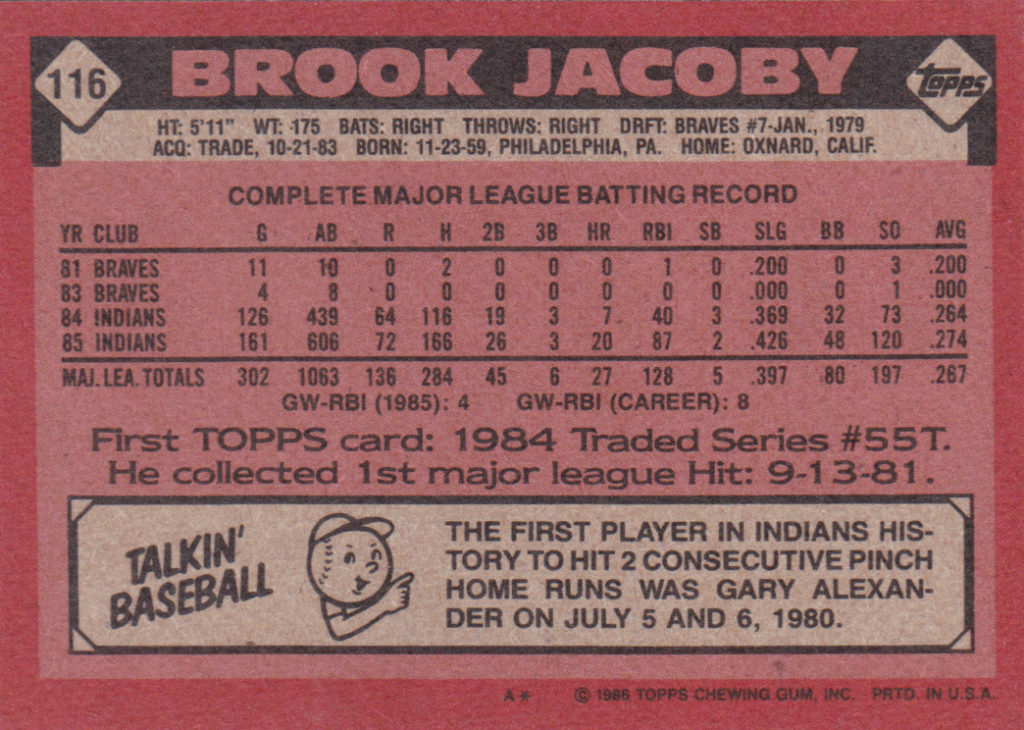 116 BROOK JACOBY Topps
HT: 5'11" WT: 175 BATS: RIGHT THROWS: RIGHT DRFT: BRAVES #7-JAN., 1979
ACQ: TRADE, 10-21-83 BORN: 11-23-59, PHILADELPHIA, PA. HOME: OXNARD, CALIF.
COMPLETE MAJOR LEAGUE BATTING RECORD
YR CLUB G AB R H 2B 3B HR RBI SB SLG BB SO AVG
81 BRAVES 11 10 0 2 0 0 0 1 0 .200 0 3 .200
83 BRAVES 4 8 0 0 0 0 0 0 0 .000 0 1 .000
84 INDIANS 126 439 64 116 19 3 7 40 3 .369 32 73 .264
85 INDIANS 161 606 72 166 26 3 20 87 2 .426 48 120 .274
MAJ. LEA. TOTALS 302 1063 136 284 45 6 27 128 5 .397 80 197 .267
GW-RBI (1985): 4 GW-RBI (CAREER): 8
First TOPPS card: 1984 Traded Series #55T.
He collected 1st major league Hit: 9-13-81.
TALKIN'
BASEBALL
THE FIRST PLAYER IN INDIANS HIS-
TORY TO HIT 2 CONSECUTIVE PINCH
HOME RUNS WAS GARY ALEXAN-
DER ON JULY 5 AND 6, 1980.
A* © 1986 TOPPS CHEWING GUM, INC. PRTD. IN U.S.A.